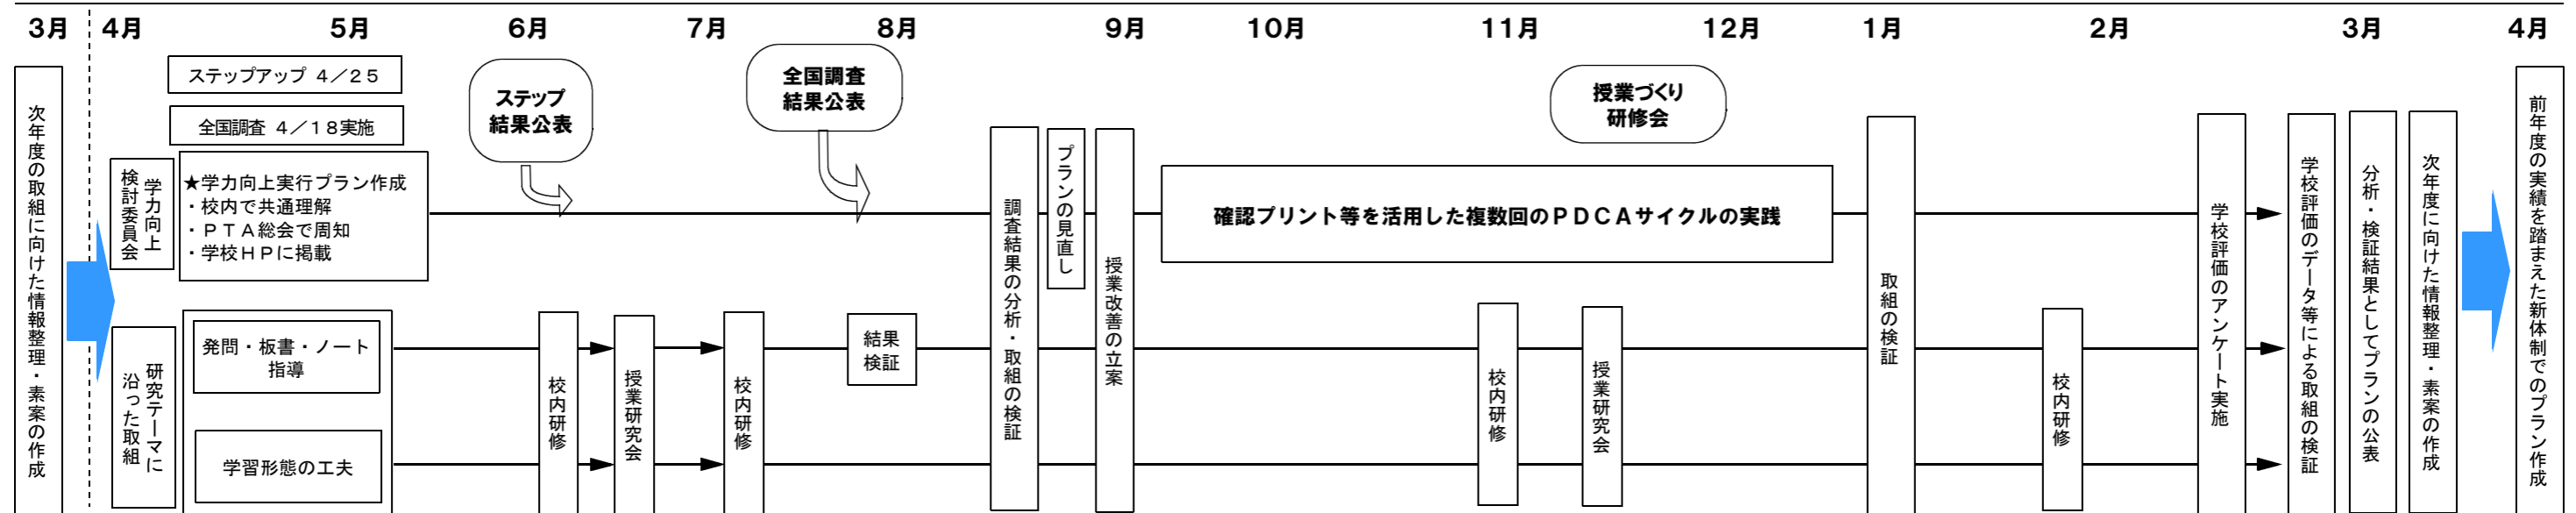 3月
4月
5月
6月
7月
8月
9月
10月
11月
12月
1月
2月
3月
4月
次年度の取組に向けた情報整理・素案の作成
ステップアップ ４／２５
全国調査 ４／１８実施
学力向上
検討委員会
★学力向上実行プラン作成
・校内で共通理解
・ＰＴＡ総会で周知
・学校ＨＰに掲載
研究テーマに
沿った取組
発問・板書・ノート
指導
学習形態の工夫
ステップ
結果公表
校内研修
授業研究会
校内研修
全国調査
結果公表
結果
検証
調査結果の分析・取組の検証
プランの見直し
授業改善の立案
確認プリント等を活用した複数回のＰＤＣＡサイクルの実践
校内研修
授業研究会
授業づくり
研修会
取組の検証
校内研修
学校評価のアンケート実施
学校評価のデータ等による取組の検証
分析・検証結果としてプランの公表
次年度に向けた情報整理・素案の作成
前年度の実績を踏まえた新体制でのプラン作成